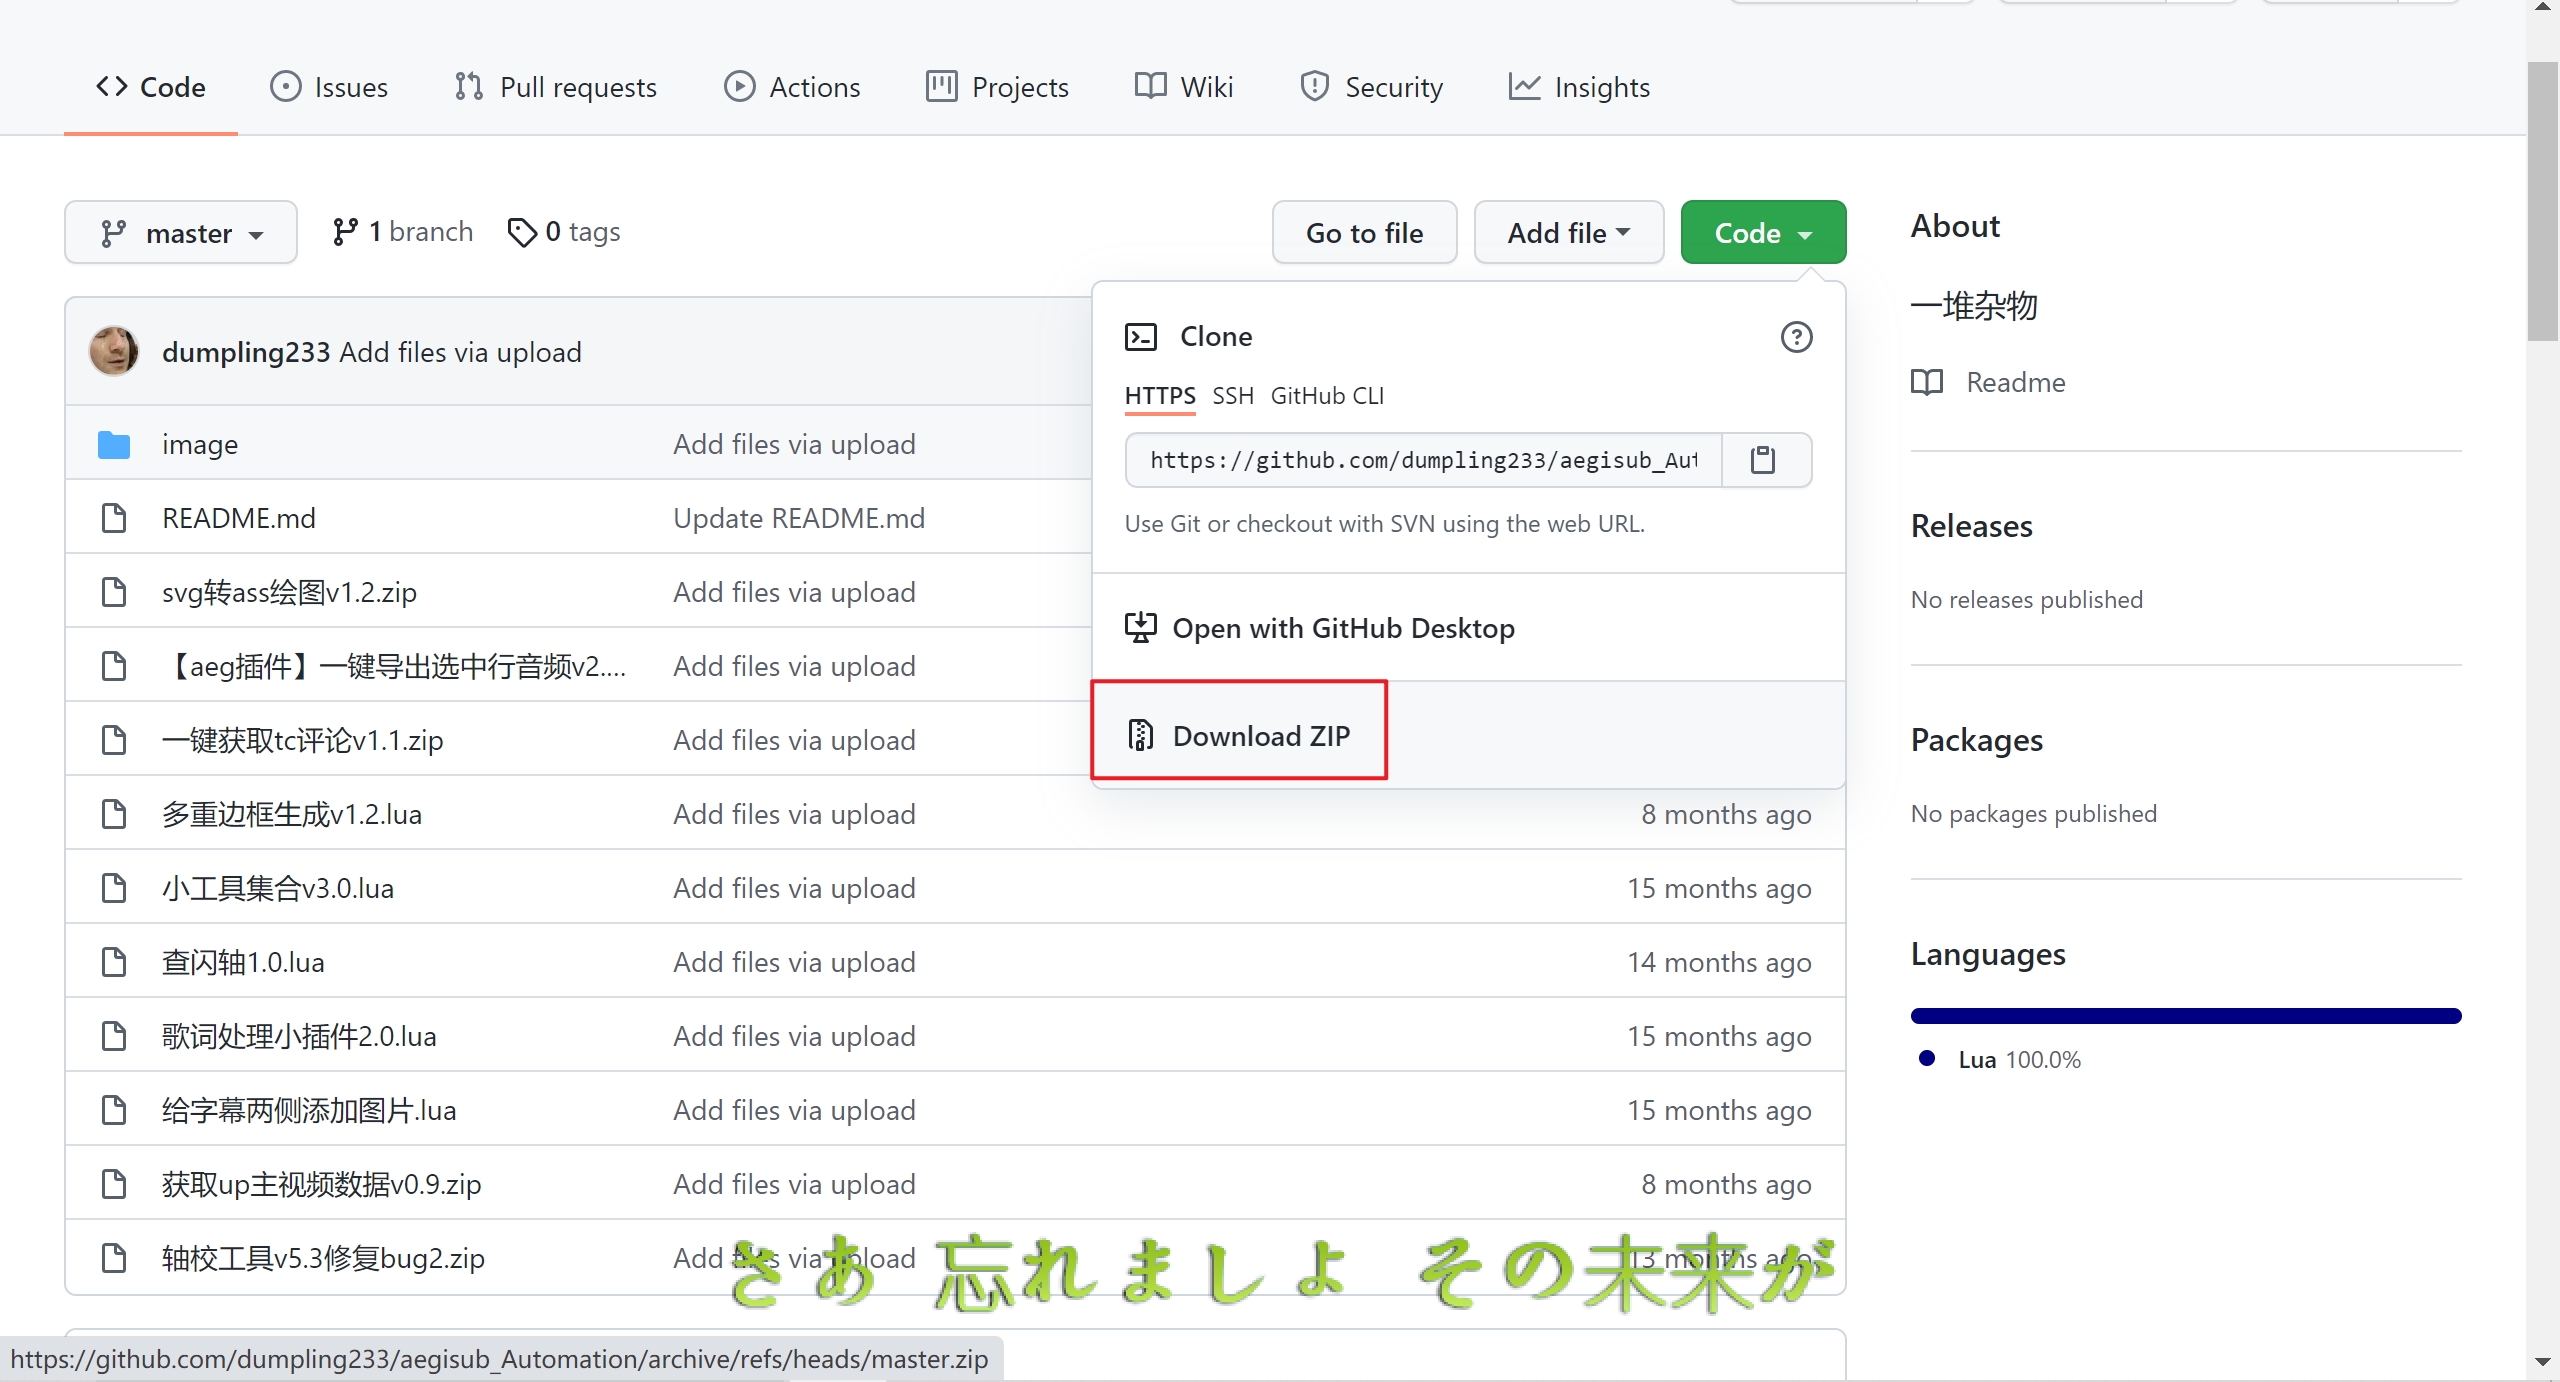 Code
Issues
Pull requests
Actions
Projects
Wiki
Security
Insights
master
1 branch
0 tags
Go to file
Add file
Code
dumpling233 Add files via upload
image Add files via upload
README.md Update README.md
svg转ass绘图v1.2.zip Add files via upload
【aeg插件】一键导出选中行音频v2.... Add files via upload
一键获取tc评论v1.1.zip Add files via upload
多重边框生成v1.2.lua Add files via upload 8 months ago
小工具集合v3.0.lua Add files via upload 15 months ago
查闪轴1.0.lua Add files via upload 14 months ago
歌词处理小插件2.0.lua Add files via upload 15 months ago
给字幕两侧添加图片.lua Add files via upload 15 months ago
获取up主视频数据v0.9.zip Add files via upload 8 months ago
轴校工具v5.3修复bug2.zip Add files via upload 13 months ago
Clone
HTTPS SSH GitHub CLI
https://github.com/dumpling233/aegisub_Aut
Use Git or checkout with SVN using the web URL.
Open with GitHub Desktop
Download ZIP
About
一堆杂物
Readme
Releases
No releases published
Packages
No packages published
Languages
Lua 100.0%
さあ 忘れましょ その未来が
https://github.com/dumpling233/aegisub_Automation/archive/refs/heads/master.zip